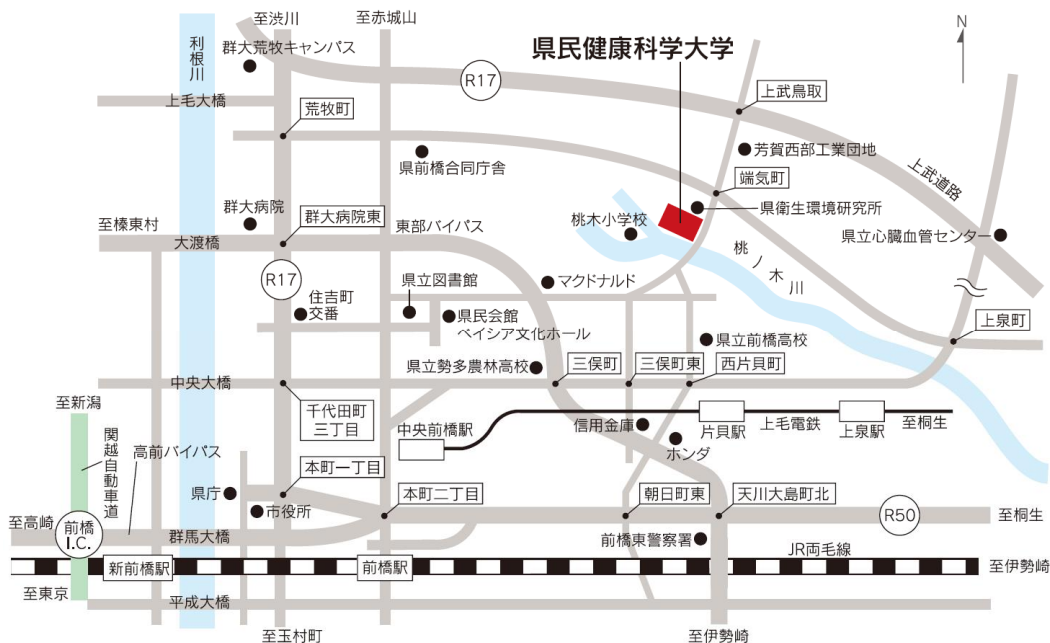 至渋川
至赤城山
N
利根川
群大荒牧キャンパス
県民健康科学大学
R17
上毛大橋
荒牧町
上武鳥取
県前橋合同庁舎
芳賀西部工業団地
上武道路
端気町
群大病院
群大病院東
東部バイパス
桃木小学校
県衛生環境研究所
至榛東村
大渡橋
県立心臓血管センター
桃ノ木川
R17
県立図書館
マクドナルド
住吉町
交番
県民会館
ベイシア文化ホール
上泉町
県立前橋高校
県立勢多農林高校
三俣町
三俣町東
西片貝町
中央大橋
至新潟
千代田町
三丁目
中央前橋駅
信用金庫
片貝駅
上毛電鉄
上泉駅
至桐生
関越自動車道
高前バイパス
ホンダ
本町一丁目
県庁
本町二丁目
朝日町東
天川大島町北
市役所
R50
至桐生
至高崎
前橋
I.C.
群馬大橋
前橋東警察署
JR両毛線
新前橋駅
前橋駅
至伊勢崎
至東京
平成大橋
至玉村町
至伊勢崎